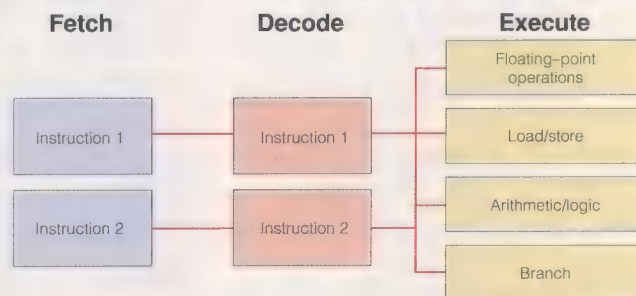 Fetch Decode Execute
Floating-point
operations
Instruction 1 Instruction 1 Load/store
Arithmetic/logic
Instruction 2 Instruction 2
Branch